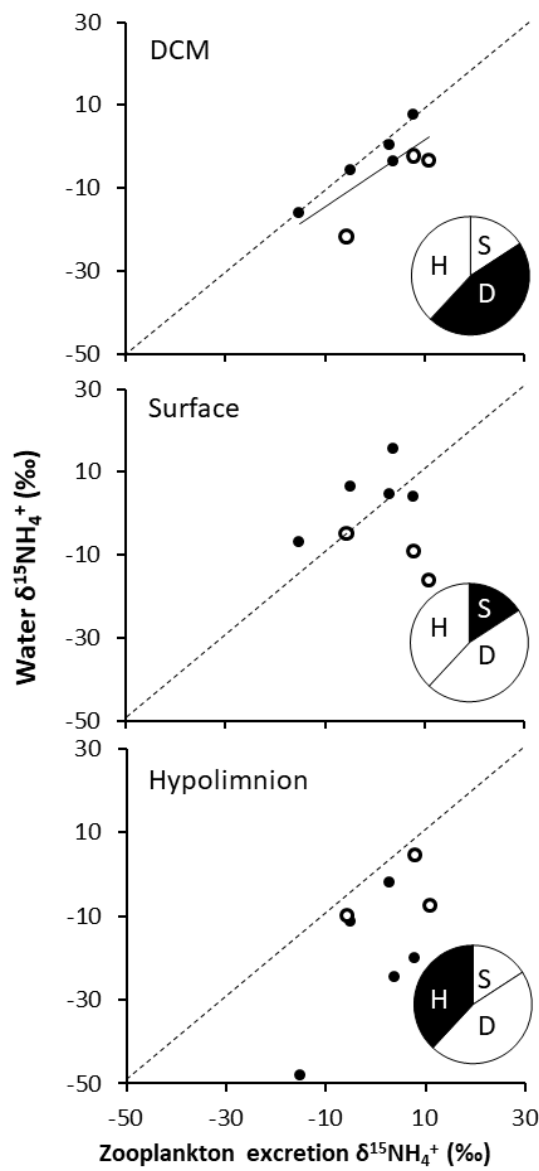 30
10
-10
-30
-50
DCM
S
H
D
30
10
-10
-30
-50
Surface
S
H
D
30
10
-10
-30
-50
Hypolimnion
S
H
D
-50 -30 -10 10 30
Water δ¹⁵NH₄⁺ (‰)
Zooplankton excretion δ¹⁵NH₄⁺ (‰)